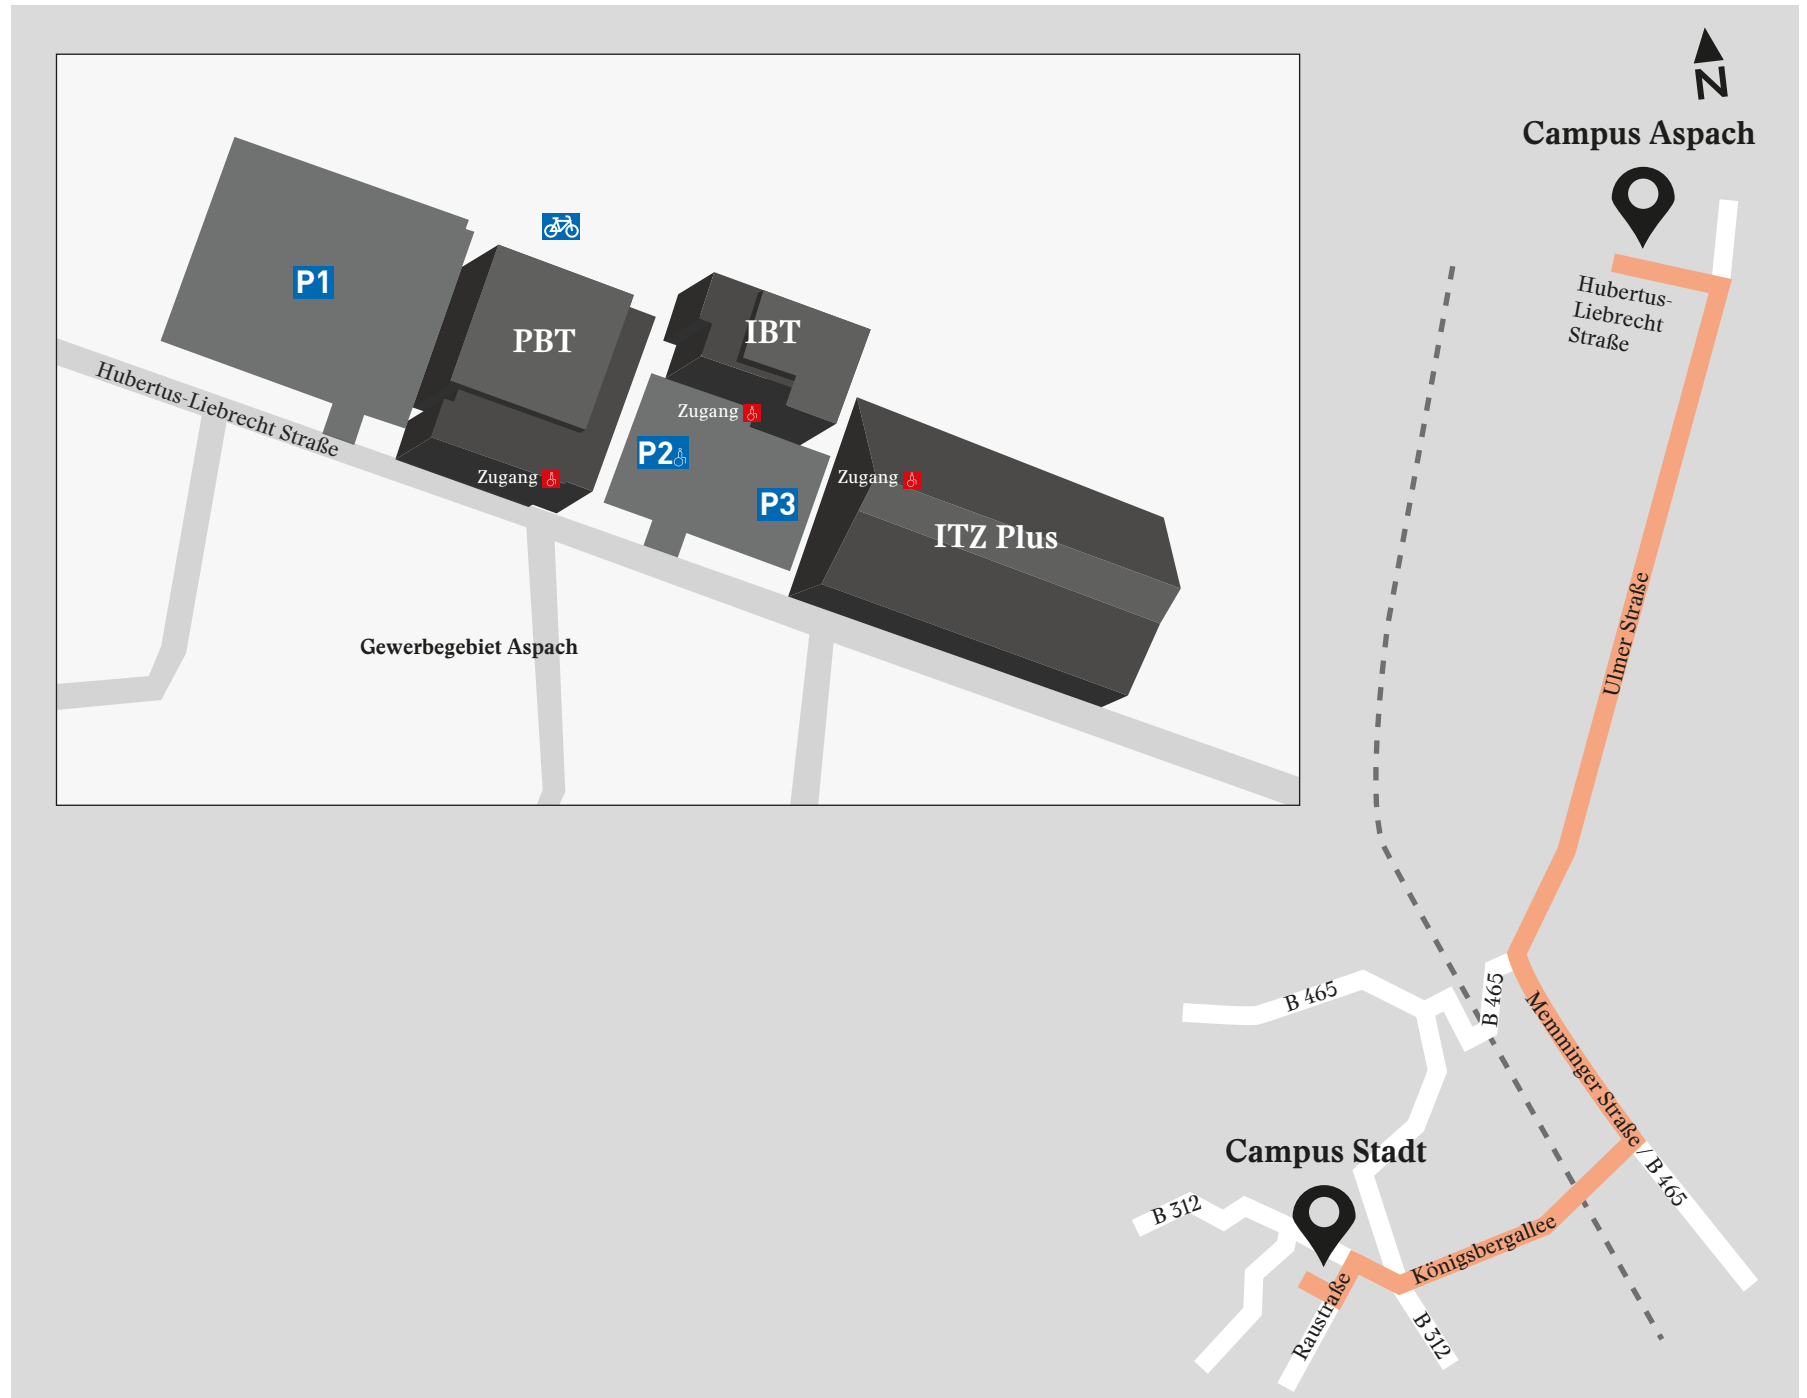 N
Campus Aspach
P1
PBT
IBT
Hubertus-
Liebrecht
Straße
Hubertus-Liebrecht Straße
Zugang
P2
Zugang
P3
Zugang
ITZ Plus
Gewerbegebiet Aspach
Ulmer Straße
B 465
B 465
Memminger Straße / B 465
Campus Stadt
B 312
Königsbergallee
Raustraße
B 312